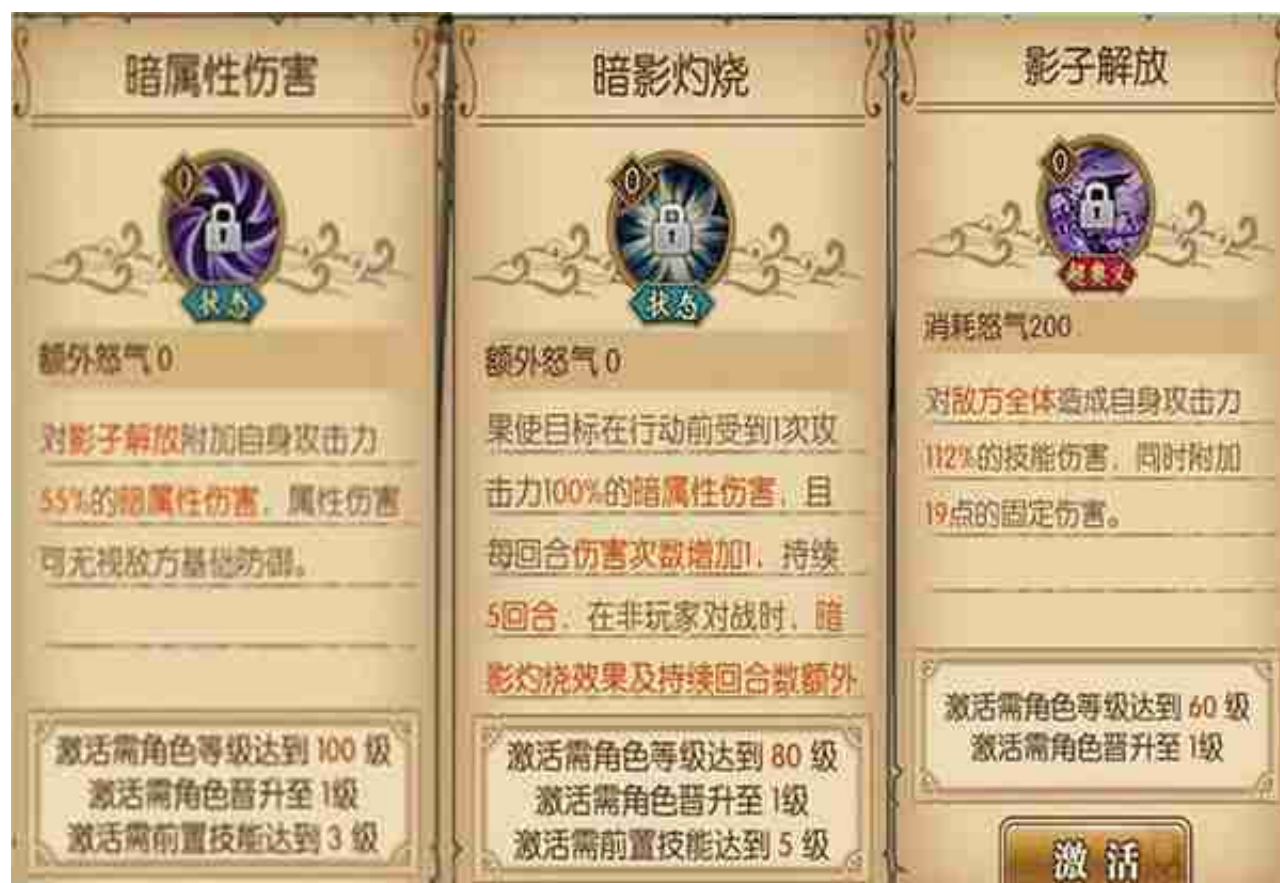 暗属性伤害
0
状态
额外怒气 0
对影子解放附加自身攻击力
55%的暗属性伤害,属性伤害
可无视敌方基础防御。
激活需角色等级达到 100 级
激活需角色晋升至 1级
激活需前置技能达到 3 级
暗影灼烧
0
状态
额外怒气 0
果使目标在行动前受到1次攻
击力100%的暗属性伤害,且
每回合伤害次数增加1,持续
5回合,在非玩家对战时,暗
影灼烧效果及持续回合数额外
激活需角色等级达到 80 级
激活需角色晋升至 1级
激活需前置技能达到 5 级
影子解放
0
消耗怒气200
对敌方全体造成自身攻击力
112%的技能伤害,同时附加
19点的固定伤害。
激活需角色等级达到 60 级
激活需角色晋升至 1级
激活